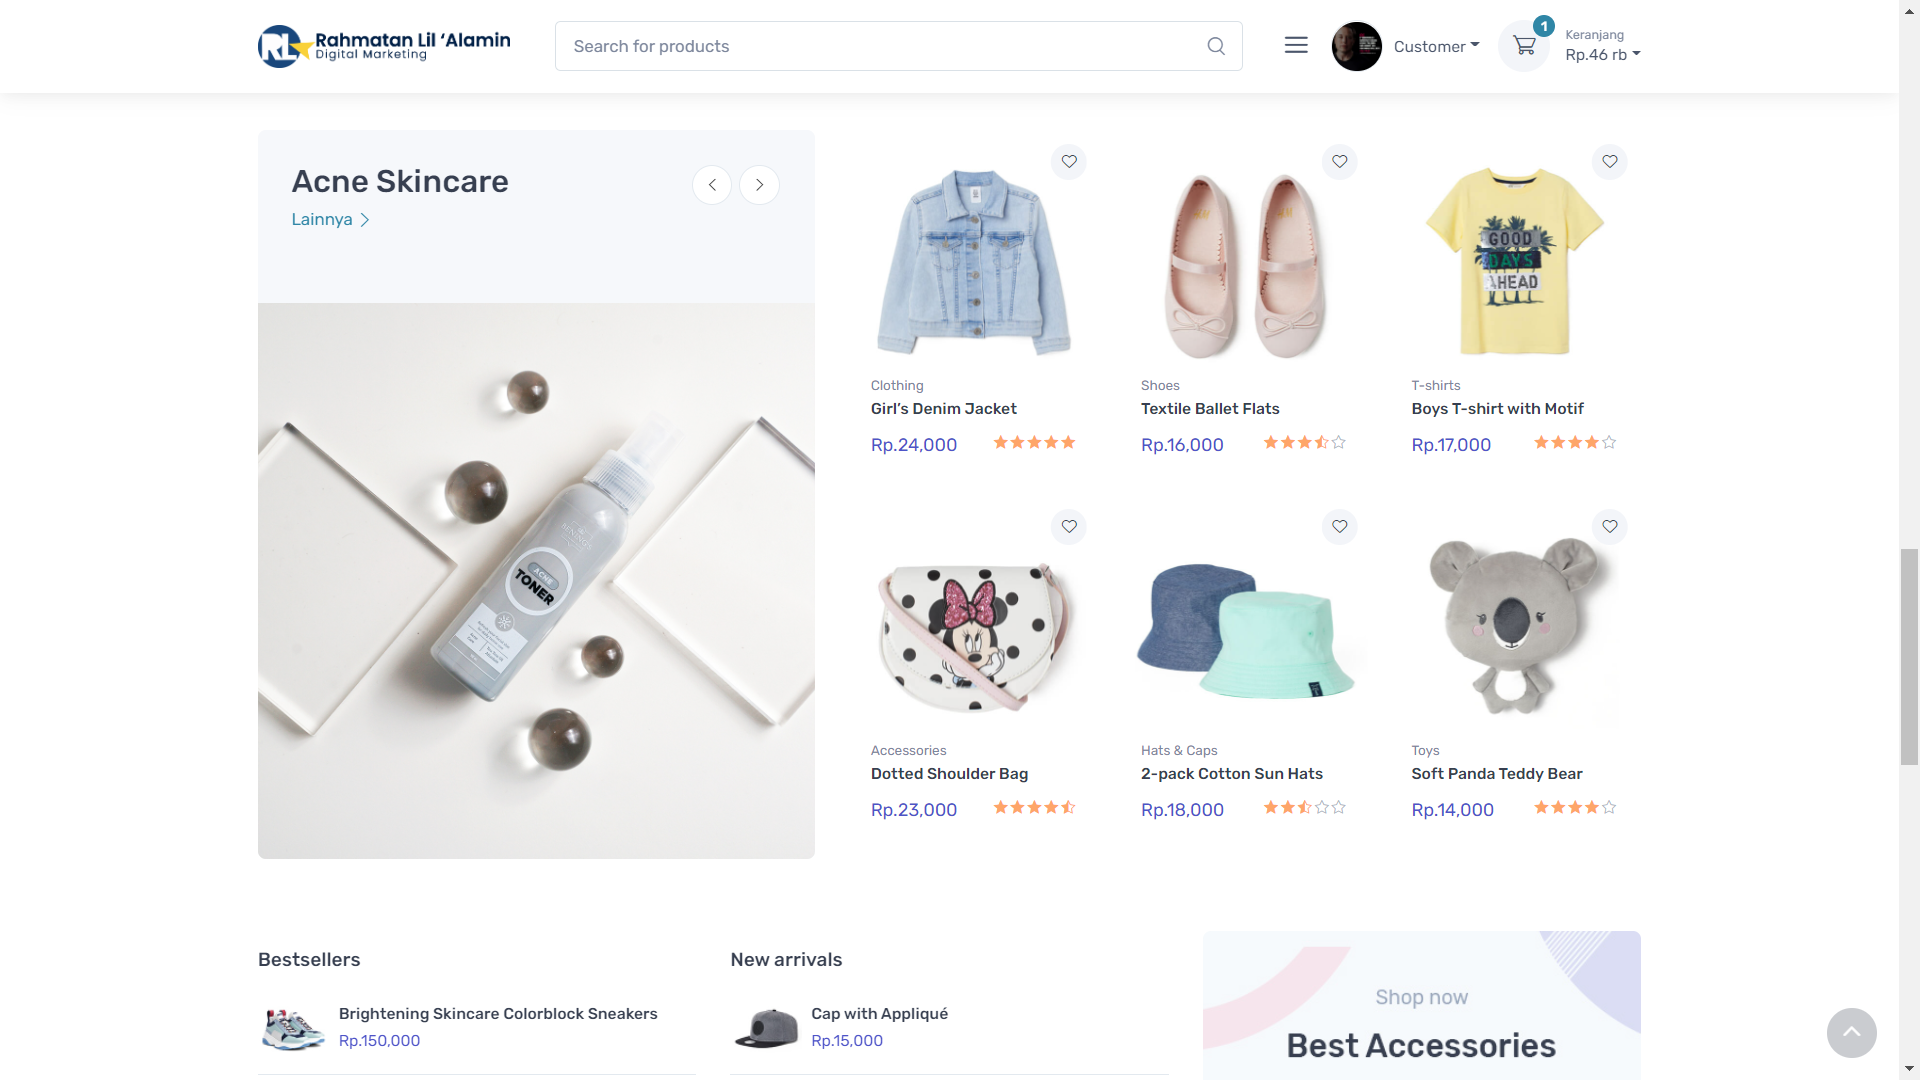 Rahmatan Lil ‘Alamin
Digital Marketing
Search for products
Customer
1
Keranjang
Rp.46 rb
Acne Skincare
Lainnya
ACNE
TONER
GOOD
DAYS
AHEAD
Clothing
Girl’s Denim Jacket
Rp.24,000
Shoes
Textile Ballet Flats
Rp.16,000
T-shirts
Boys T-shirt with Motif
Rp.17,000
Accessories
Dotted Shoulder Bag
Rp.23,000
Hats & Caps
2-pack Cotton Sun Hats
Rp.18,000
Toys
Soft Panda Teddy Bear
Rp.14,000
Bestsellers
Brightening Skincare Colorblock Sneakers
Rp.150,000
New arrivals
Cap with Appliqué
Rp.15,000
Shop now
Best Accessories